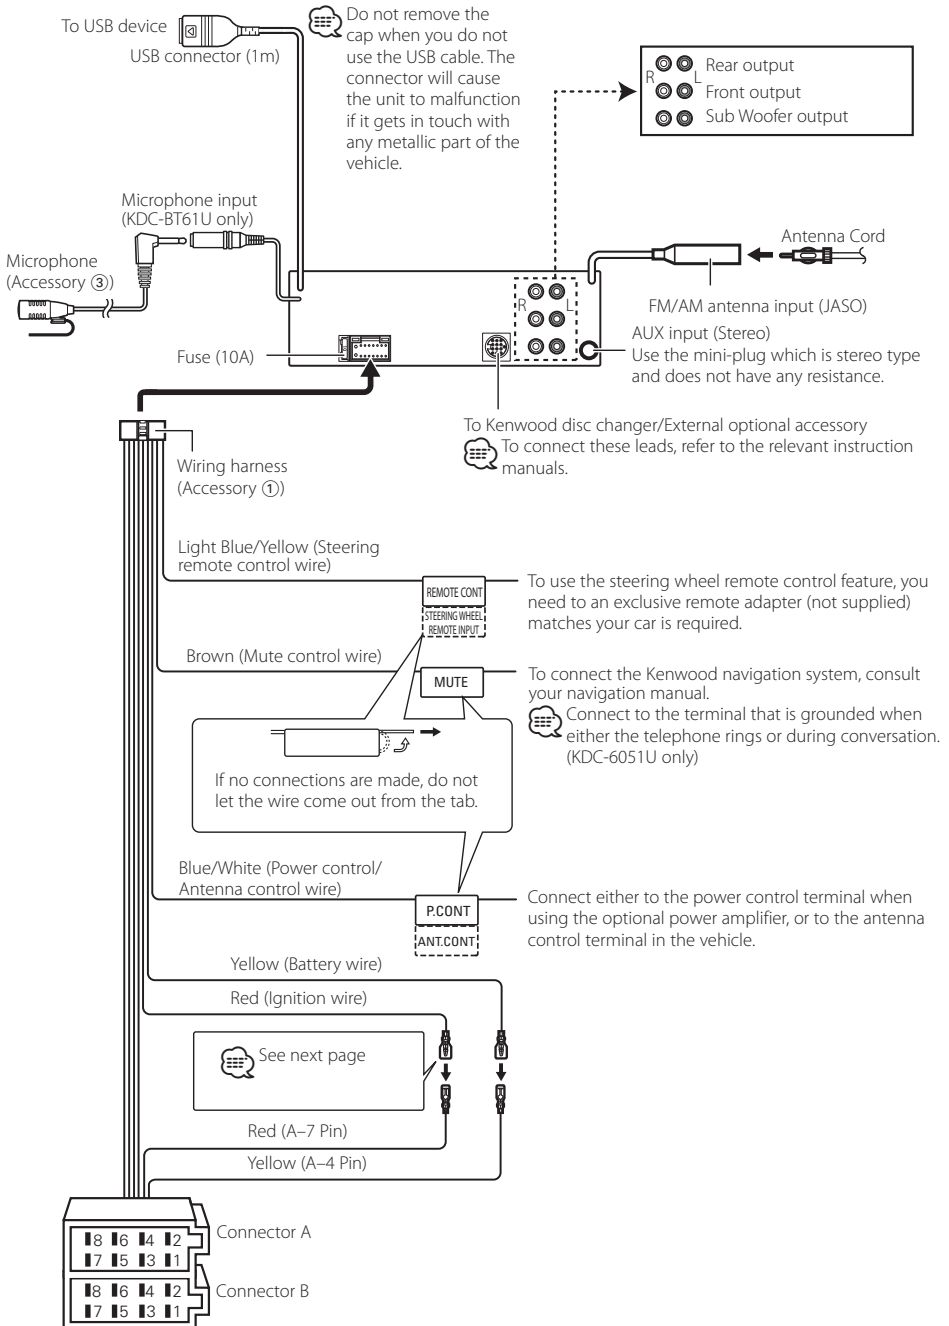 To USB device
USB connector (1m)
Do not remove the
cap when you do not
use the USB cable. The
connector will cause
the unit to malfunction
if it gets in touch with
any metallic part of the
vehicle.
R
L
Rear output
Front output
Sub Woofer output
Microphone input
(KDC-BT61U only)
Microphone
(Accessory ③)
Antenna Cord
FM/AM antenna input (JASO)
R
L
AUX input (Stereo)
Use the mini-plug which is stereo type
and does not have any resistance.
Fuse (10A)
To Kenwood disc changer/External optional accessory
To connect these leads, refer to the relevant instruction
manuals.
Wiring harness
(Accessory ①)
Light Blue/Yellow (Steering
remote control wire)
REMOTE CONT
STEERING WHEEL
REMOTE INPUT
To use the steering wheel remote control feature, you
need to an exclusive remote adapter (not supplied)
matches your car is required.
Brown (Mute control wire)
MUTE
To connect the Kenwood navigation system, consult
your navigation manual.
Connect to the terminal that is grounded when
either the telephone rings or during conversation.
(KDC-6051U only)
If no connections are made, do not
let the wire come out from the tab.
Blue/White (Power control/
Antenna control wire)
P.CONT
ANT.CONT
Connect either to the power control terminal when
using the optional power amplifier, or to the antenna
control terminal in the vehicle.
Yellow (Battery wire)
Red (Ignition wire)
See next page
Red (A–7 Pin)
Yellow (A–4 Pin)
Connector A
8 6 4 2
7 5 3 1
Connector B
8 6 4 2
7 5 3 1